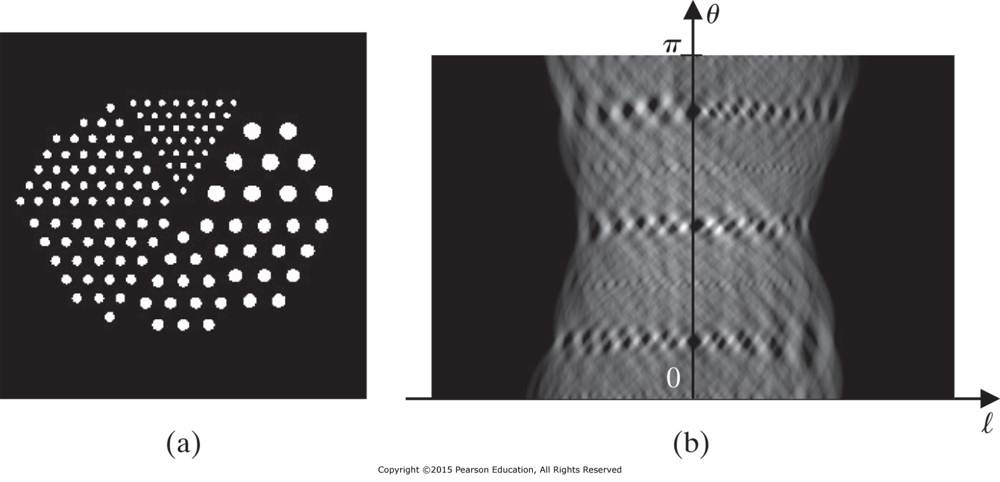 θ
π
0
ℓ
(a)
(b)
Copyright ©2015 Pearson Education, All Rights Reserved